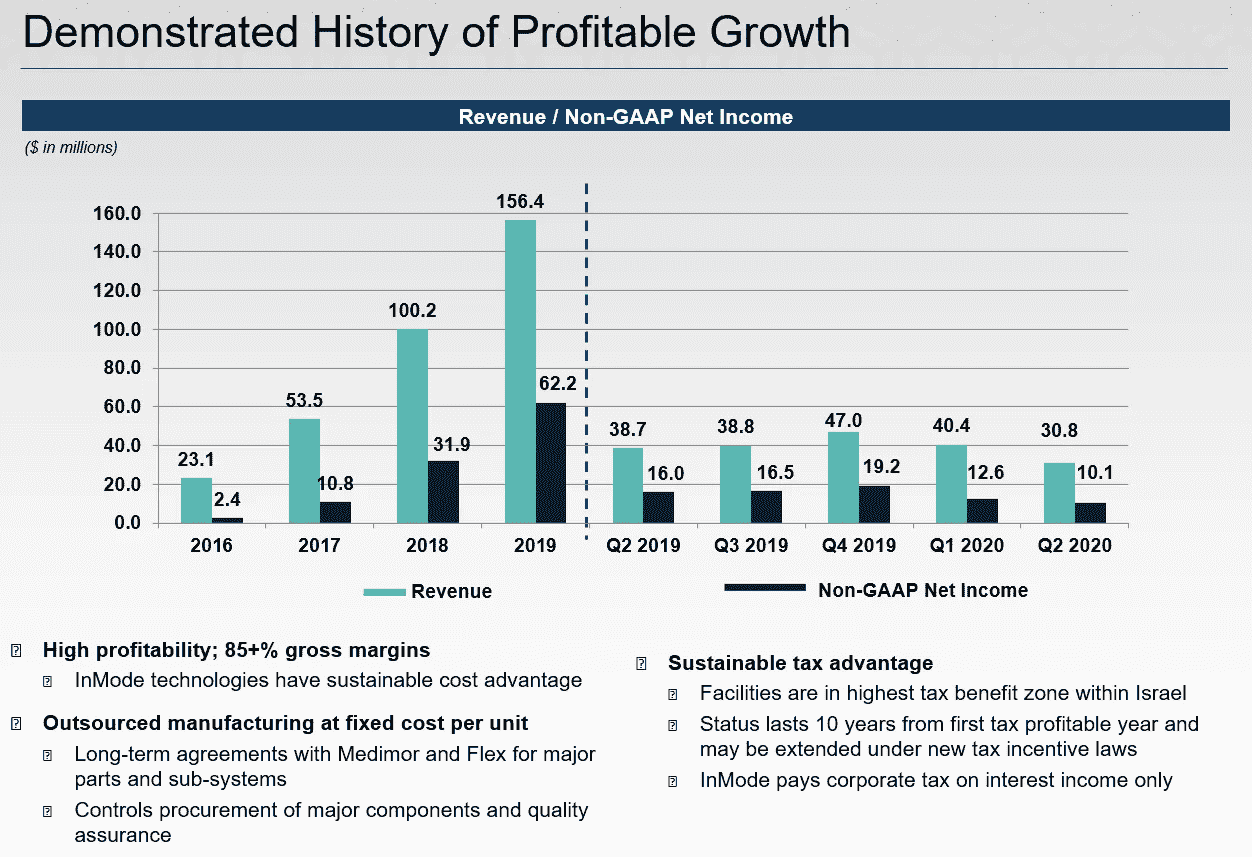 Demonstrated History of Profitable Growth
Revenue / Non-GAAP Net Income
($ in millions)
160.0
140.0
120.0
100.0
80.0
60.0
40.0
20.0
0.0
23.1
2.4
53.5
10.8
100.2
31.9
156.4
62.2
38.7
16.0
38.8
16.5
47.0
19.2
40.4
12.6
30.8
10.1
2016
2017
2018
2019
Q2 2019
Q3 2019
Q4 2019
Q1 2020
Q2 2020
Revenue
Non-GAAP Net Income
High profitability; 85+% gross margins
InMode technologies have sustainable cost advantage
Outsourced manufacturing at fixed cost per unit
Long-term agreements with Medimor and Flex for major
parts and sub-systems
Controls procurement of major components and quality
assurance
Sustainable tax advantage
Facilities are in highest tax benefit zone within Israel
Status lasts 10 years from first tax profitable year and
may be extended under new tax incentive laws
InMode pays corporate tax on interest income only